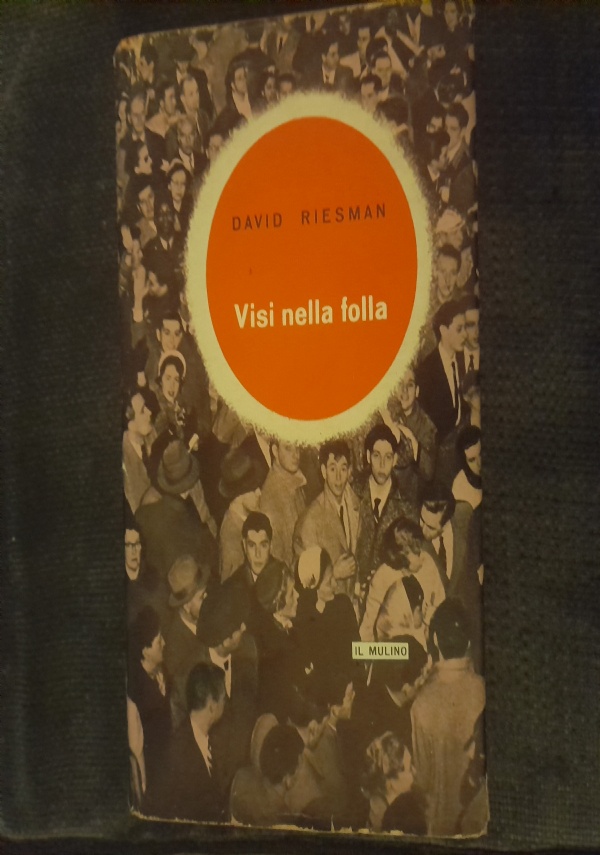 DAVID RIESMAN
Visi nella folla
IL MULINO